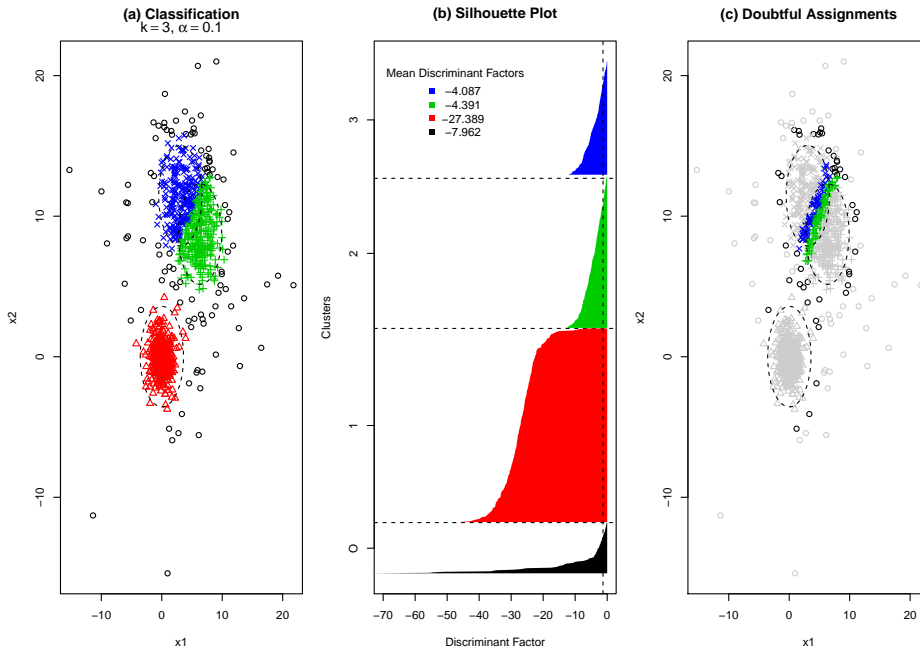 (a) Classification
k = 3, α = 0.1
x2
20
10
0
−10
−10
0
10
20
x1
(b) Silhouette Plot
Mean Discriminant Factors
−4.087
−4.391
−27.389
−7.962
Clusters
3
2
1
O
−70
−60
−50
−40
−30
−20
−10
0
Discriminant Factor
(c) Doubtful Assignments
x2
20
10
0
−10
−10
0
10
20
x1